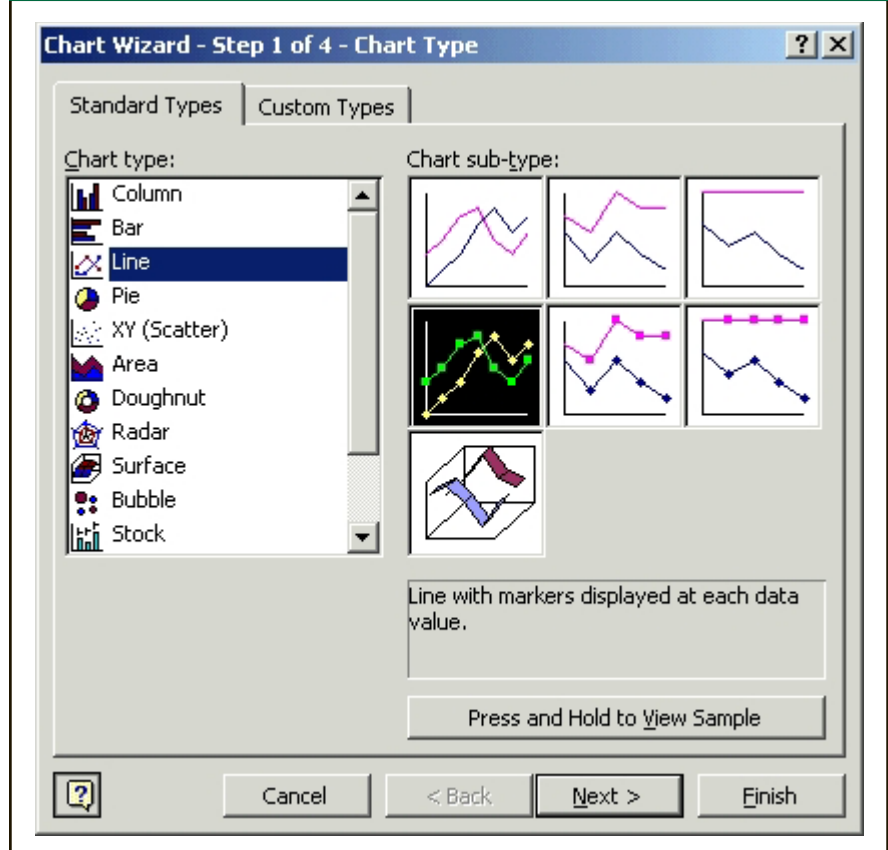 Chart Wizard - Step 1 of 4 - Chart Type
Standard Types
Custom Types
Chart type:
Column
Bar
Line
Pie
XY (Scatter)
Area
Doughnut
Radar
Surface
Bubble
Stock
Chart sub-type:
Line with markers displayed at each data
value.
Press and Hold to View Sample
Cancel
< Back
Next >
Finish